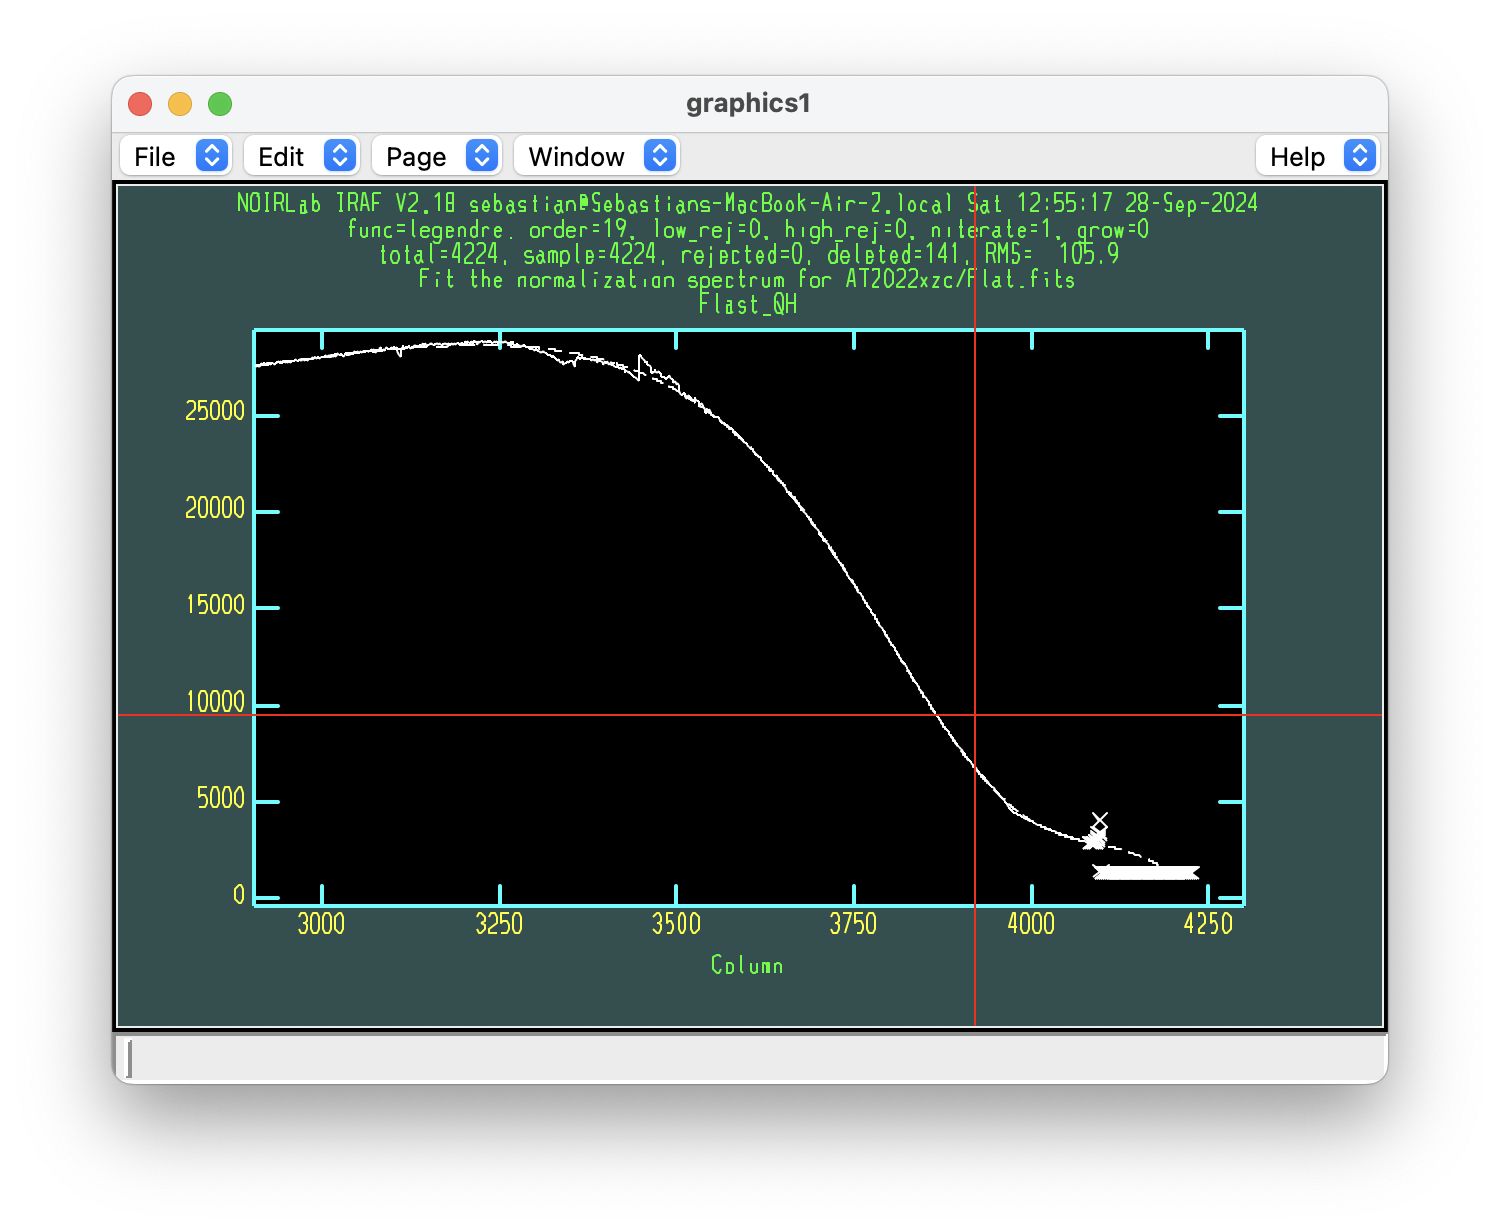 graphics1
File Edit Page Window Help
NOIRLab IRAF V2.18 sebastian@Sebastians-MacBook-Air-2.local Sat 12:55:17 28-Sep-2024
func=legendre, order=19, low_rej=0, high_rej=0, niterate=1, grow=0
total=4224, sample=4224, rejected=0, deleted=141, RMS= 105.9
Fit the normalization spectrum for AT2022xzc/Flat.fits
Flast_QH
25000
20000
15000
10000
5000
0
3000 3250 3500 3750 4000 4250
Column